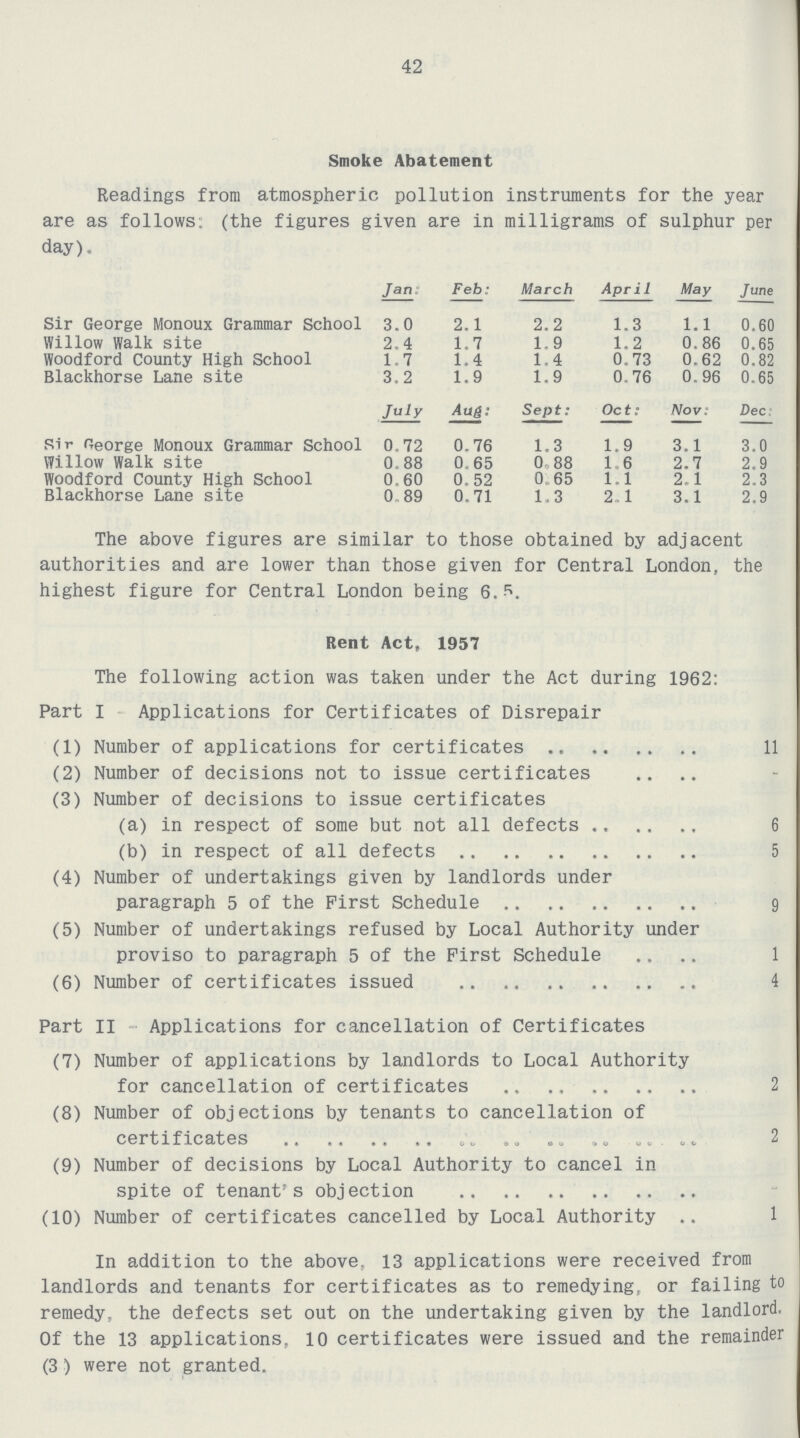 42
Smoke Abatement
Readings from atmospheric pollution instruments for the year
are as follows: (the figures given are in milligrams of sulphur per
day).
Jan: Feb: March April May June
Sir George Monoux Grammar School 3.0 2.1 2.2 1.3 1.1 0.60
Willow Walk site 2.4 1.7 1.9 1.2 0.86 0.65
Woodford County High School 1.7 1.4 1.4 0.73 0.62 0.82
Blackhorse Lane site 3.2 1.9 1.9 0.76 0.96 0.65
July Aug: Sept: Oct: Nov: Dec:
Sir George Monoux Grammar School 0.72 0.76 1.3 1.9 3.1 3.0
Willow Walk site 0.88 0.65 0.88 1.6 2.7 2.9
Woodford County High School 0.60 0.52 0.65 1.1 2.1 2.3
Blackhorse Lane site 0.89 0.71 1.3 2.1 3.1 2.9
The above figures are similar to those obtained by adjacent
authorities and are lower than those given for Central London, the
highest figure for Central London being 6.5.
Rent Act, 1957
The following action was taken under the Act during 1962:
Part I - Applications for Certificates of Disrepair
(1) Number of applications for certificates .. .. .. .. 11
(2) Number of decisions not to issue certificates .. .. -
(3) Number of decisions to issue certificates
(a) in respect of some but not all defects .. .. .. 6
(b) in respect of all defects .. .. .. .. .. .. 5
(4) Number of undertakings given by landlords under
paragraph 5 of the First Schedule .. .. .. .. .. 9
(5) Number of undertakings refused by Local Authority under
proviso to paragraph 5 of the First Schedule .. .. 1
(6) Number of certificates issued .. .. .. .. .. .. 4
Part II - Applications for cancellation of Certificates
(7) Number of applications by landlords to Local Authority
for cancellation of certificates .. .. .. .. .. 2
(8) Number of objections by tenants to cancellation of
certificates .. .. .. .. .. .. .. .. .. .. 2
(9) Number of decisions by Local Authority to cancel in
spite of tenant's objection .. .. .. .. .. .. -
(10) Number of certificates cancelled by Local Authority .. 1
In addition to the above, 13 applications were received from
landlords and tenants for certificates as to remedying, or failing to
remedy, the defects set out on the undertaking given by the landlord.
Of the 13 applications, 10 certificates were issued and the remainder
(3) were not granted.